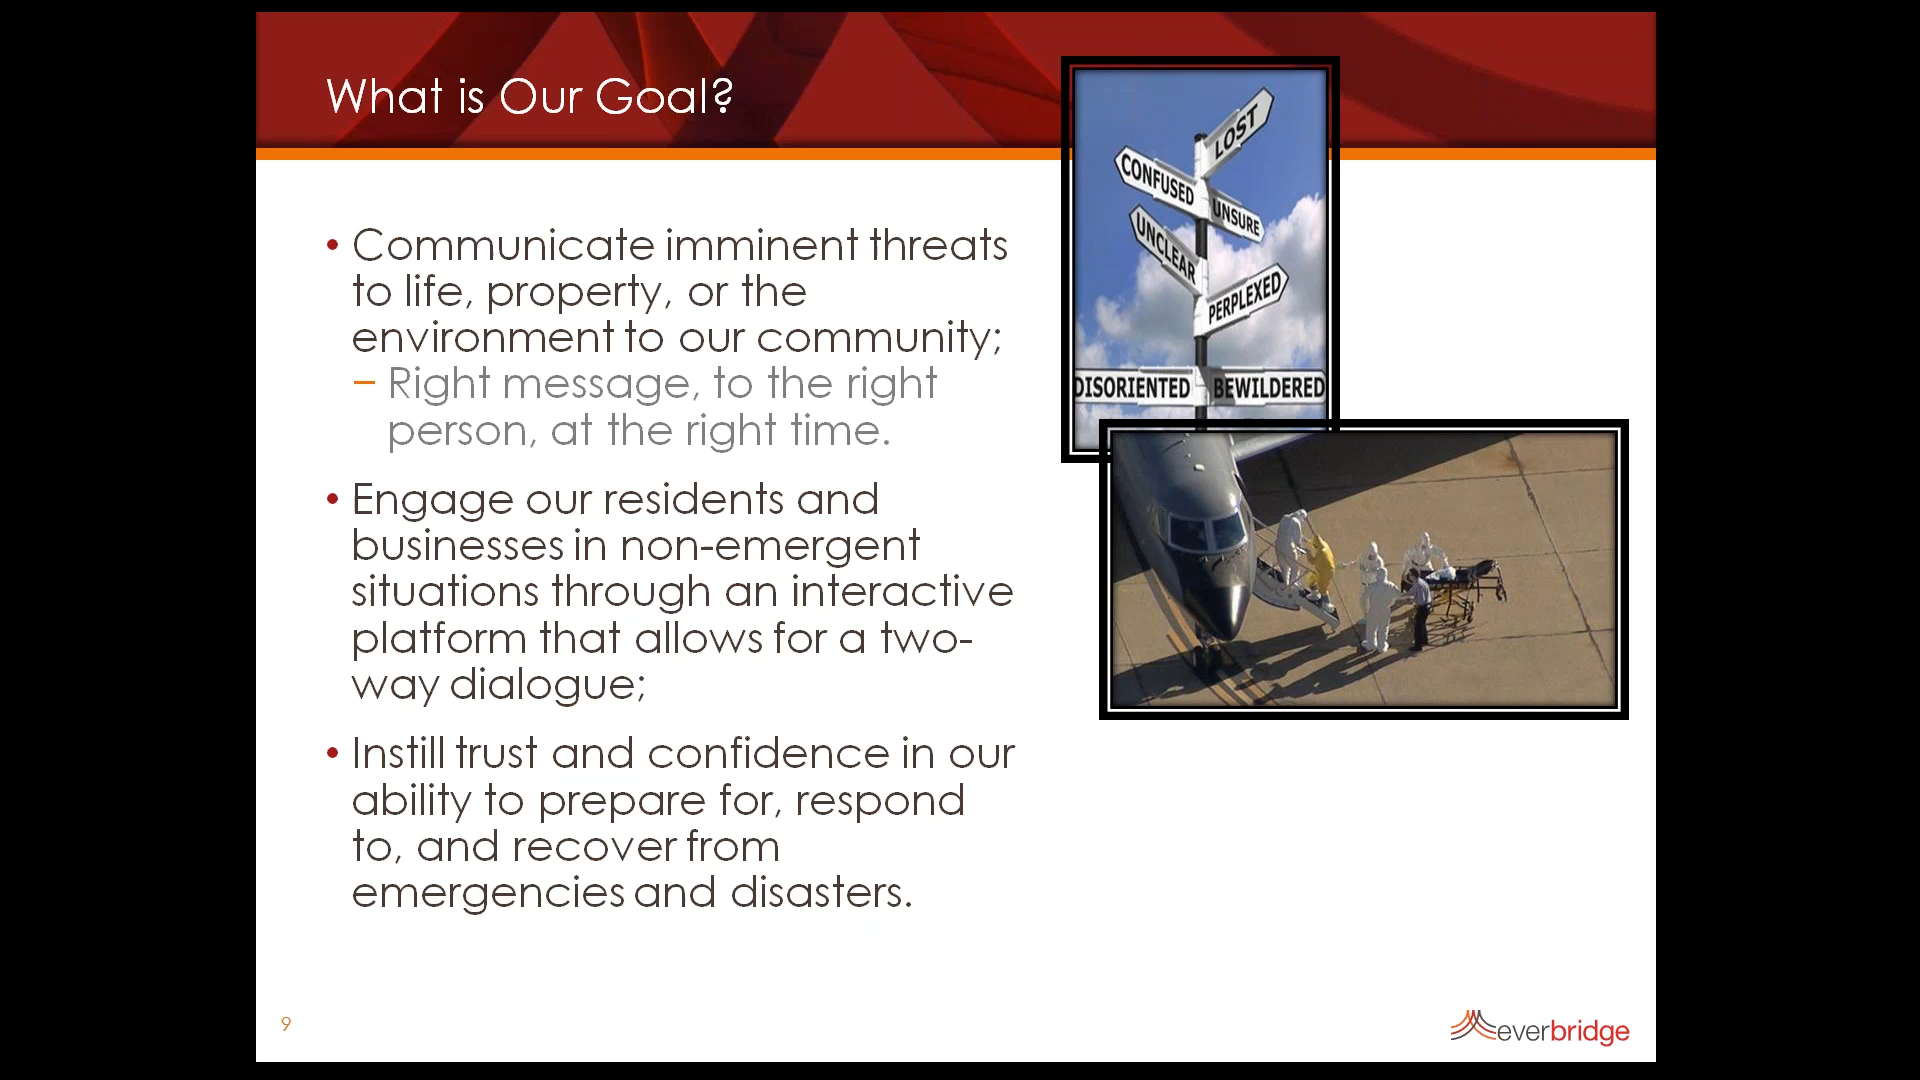 What is Our Goal?
• Communicate imminent threats
to life, property, or the
environment to our community;
– Right message, to the right
person, at the right time.
• Engage our residents and
businesses in non-emergent
situations through an interactive
platform that allows for a two-
way dialogue;
• Instill trust and confidence in our
ability to prepare for, respond
to, and recover from
emergencies and disasters.
LOST
CONFUSED
UNSURE
UNCLEAR
PERPLEXED
DISORIENTED
BEWILDERED
9
everbridge